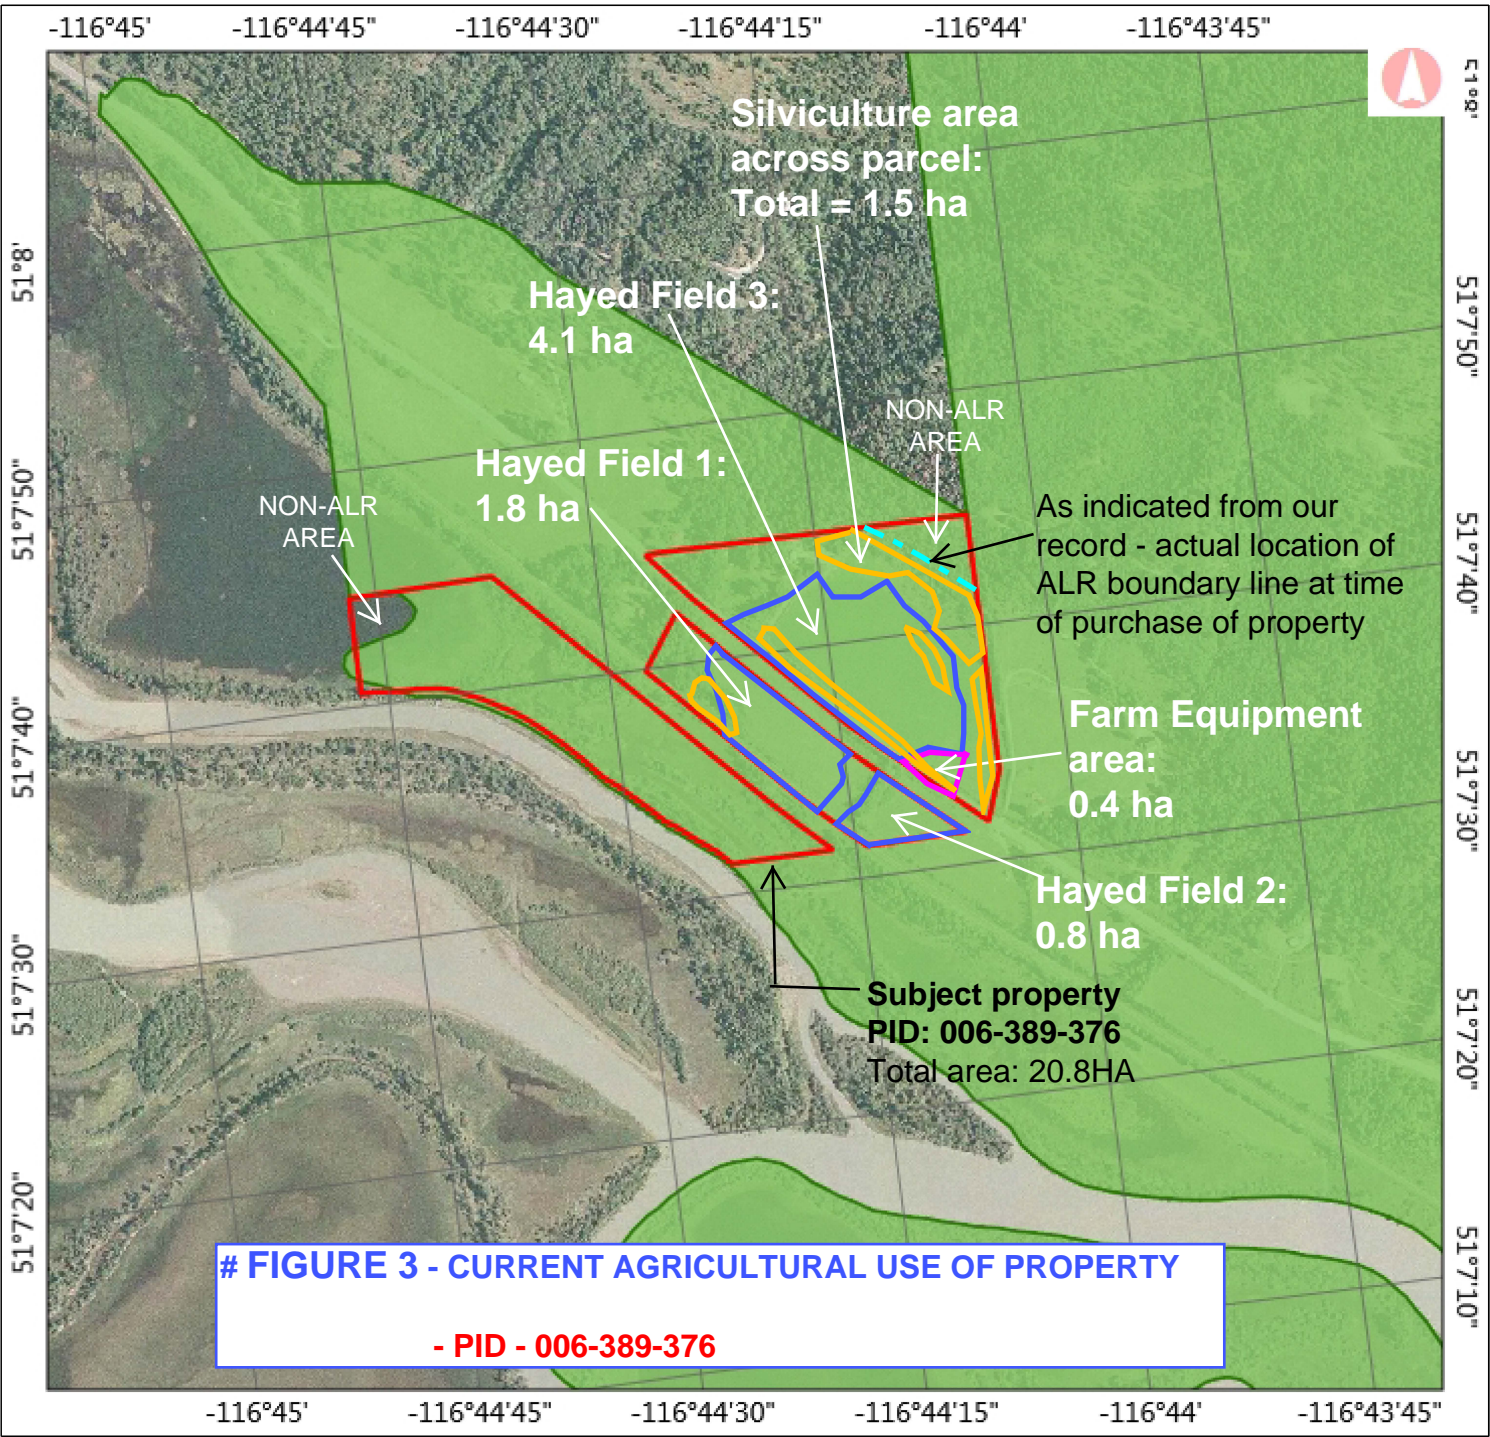 -116°45' -116°44'45" -116°44'30" -116°44'15" -116°44' -116°43'45"
51°8'
Silviculture area
across parcel:
Total = 1.5 ha
51°8'
Hayed Field 3:
4.1 ha
51°7'50"
NON-ALR
AREA
Hayed Field 1:
1.8 ha
51°7'50"
NON-ALR
AREA
As indicated from our
record - actual location of
ALR boundary line at time
of purchase of property
51°7'40"
51°7'40"
Farm Equipment
area:
0.4 ha
51°7'30"
Hayed Field 2:
0.8 ha
51°7'30"
Subject property
PID: 006-389-376
Total area: 20.8HA
51°7'20"
51°7'20"
51°7'10"
# FIGURE 3 - CURRENT AGRICULTURAL USE OF PROPERTY
- PID - 006-389-376
-116°45' -116°44'45" -116°44'30" -116°44'15" -116°44' -116°43'45"